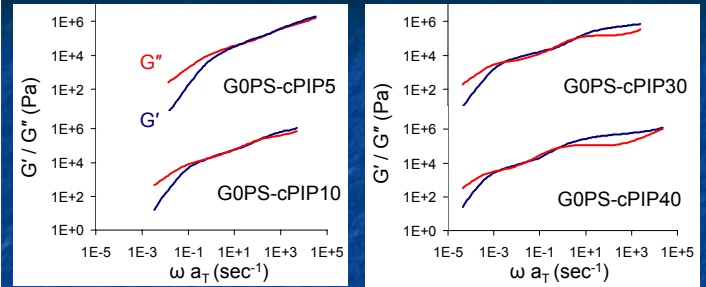 1E+6
1E+4
1E+2
1E+6
1E+4
1E+2
1E+0
G′ / G″ (Pa)
G″
G′
G0PS-cPIP5
G0PS-cPIP10
1E-5 1E-3 1E-1 1E+1 1E+3 1E+5
ω aT (sec-1)
1E+6
1E+4
1E+2
1E+6
1E+4
1E+2
1E+0
G′ / G″ (Pa)
G0PS-cPIP30
G0PS-cPIP40
1E-5 1E-3 1E-1 1E+1 1E+3 1E+5
ω aT (sec-1)